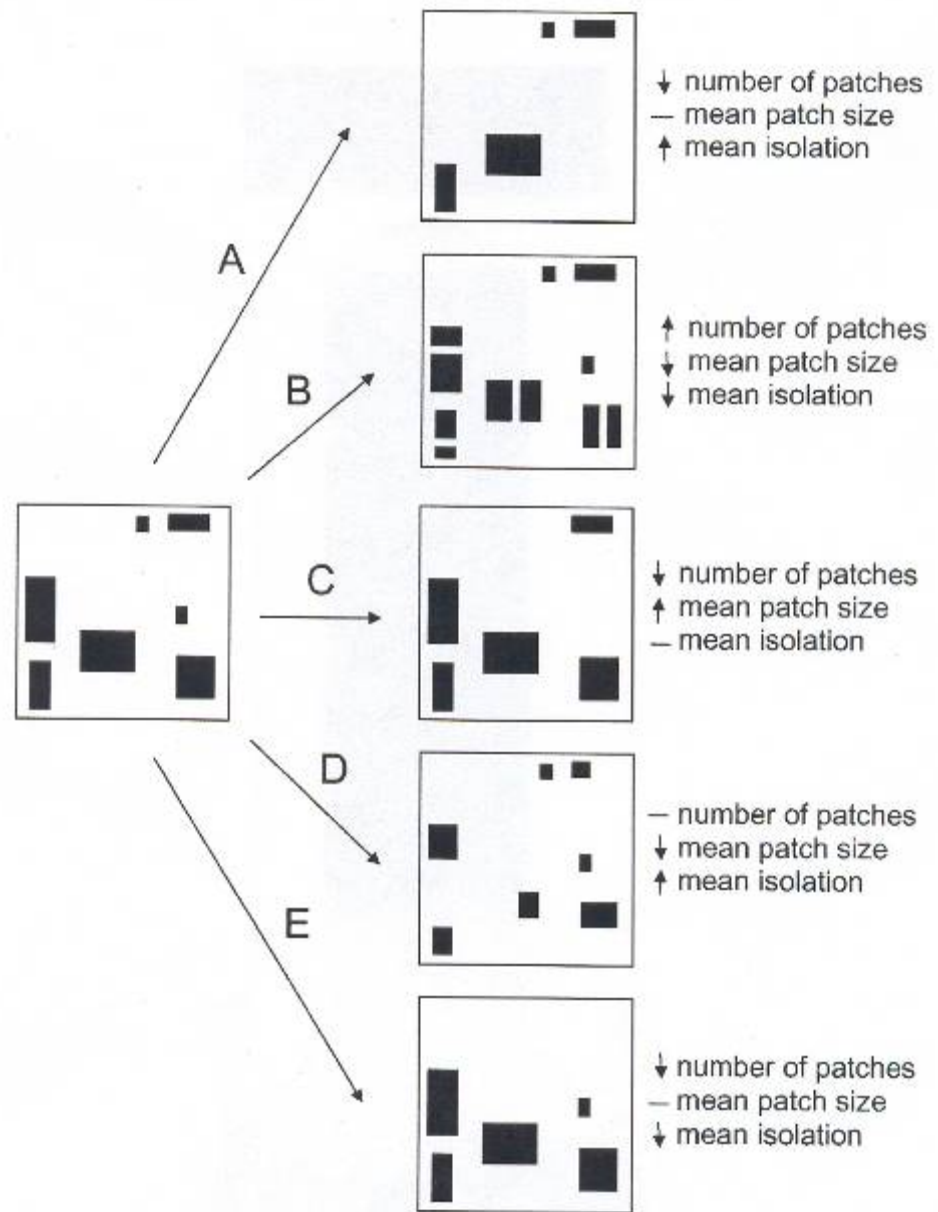 A
↓ number of patches
— mean patch size
↑ mean isolation
B
↑ number of patches
↓ mean patch size
↓ mean isolation
C
↓ number of patches
↑ mean patch size
— mean isolation
D
— number of patches
↓ mean patch size
↑ mean isolation
E
↓ number of patches
— mean patch size
↓ mean isolation